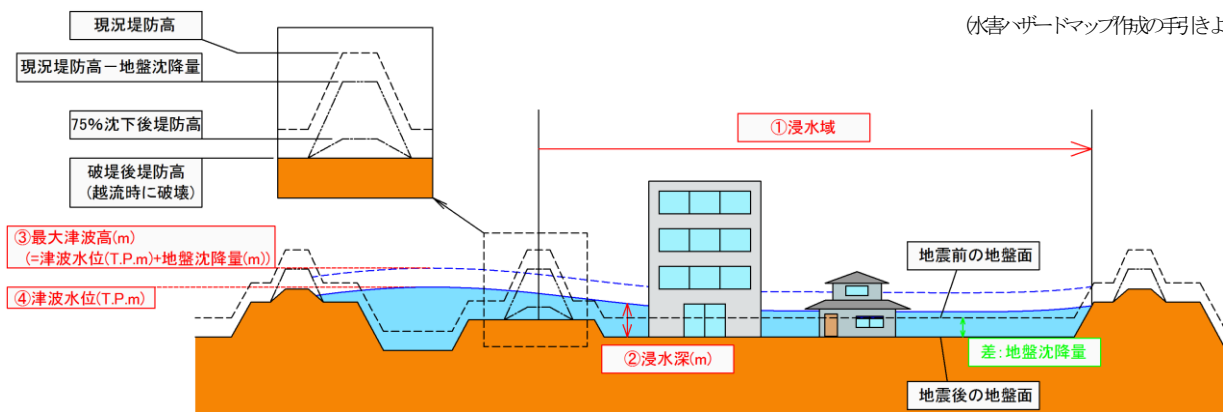 (水害ハザードマップ作成の手引きよ
現況堤防高
現況堤防高－地盤沈降量
75%沈下後堤防高
破堤後堤防高
(越流時に破壊)
①浸水域
③最大津波高(m)
(=津波水位(T.P.m)+地盤沈降量(m))
④津波水位(T.P.m)
地震前の地盤面
②浸水深(m)
差:地盤沈降量
地震後の地盤面